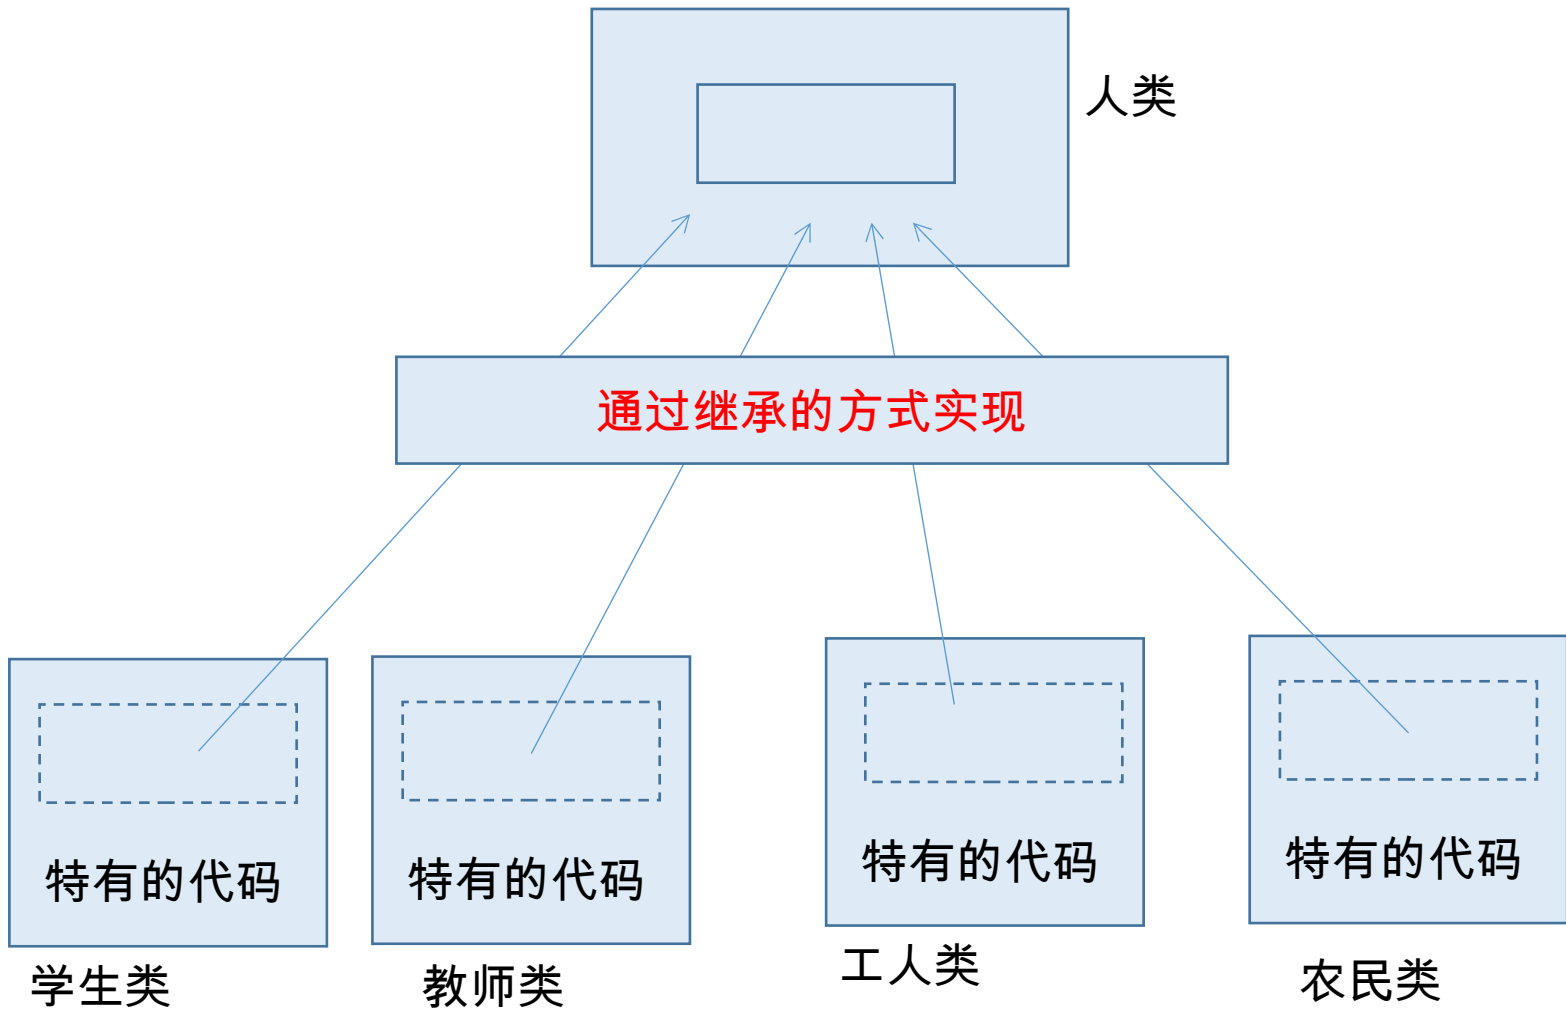 人类
通过继承的方式实现
特有的代码
特有的代码
特有的代码
特有的代码
学生类
教师类
工人类
农民类